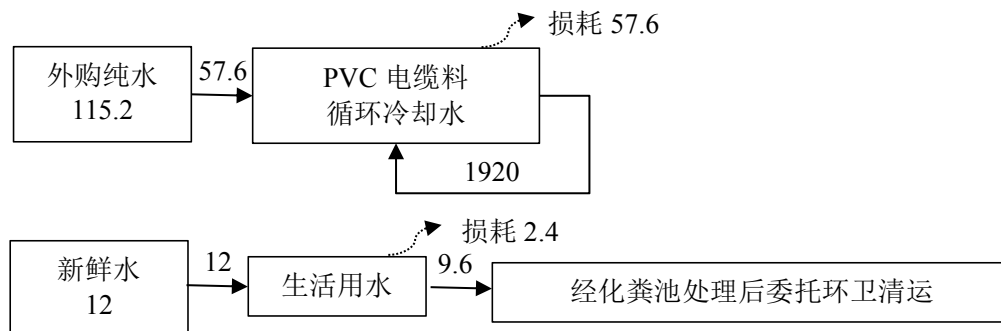 损耗 57.6
外购纯水
115.2
57.6
PVC 电缆料
循环冷却水
1920
损耗 2.4
新鲜水
12
12
生活用水
9.6
经化粪池处理后委托环卫清运